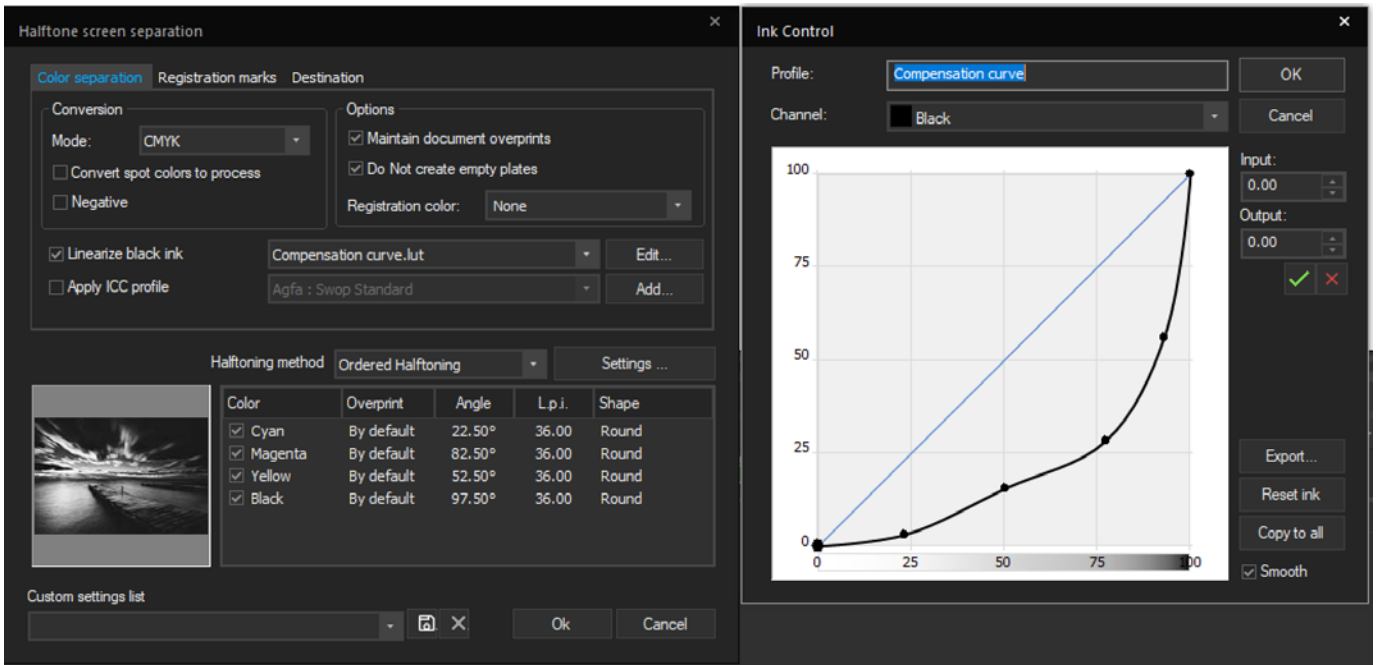 Halftone screen separation
Color separation Registration marks Destination
Conversion
Mode: CMYK
Convert spot colors to process
Negative
Options
Maintain document overprints
Do Not create empty plates
Registration color: None
Linearize black ink Compensation curve.lut Edit...
Apply ICC profile Agfa : Swop Standard Add...
Halftoning method Ordered Halftoning Settings ...
Color Overprint Angle L.p.i. Shape
Cyan By default 22.50° 36.00 Round
Magenta By default 82.50° 36.00 Round
Yellow By default 52.50° 36.00 Round
Black By default 97.50° 36.00 Round
Custom settings list
Ok Cancel
Ink Control
Profile: Compensation curve OK
Channel: Black Cancel
100
75
50
25
0
0 25 50 75 100
Input:
0.00
Output:
0.00
Export...
Reset ink
Copy to all
Smooth